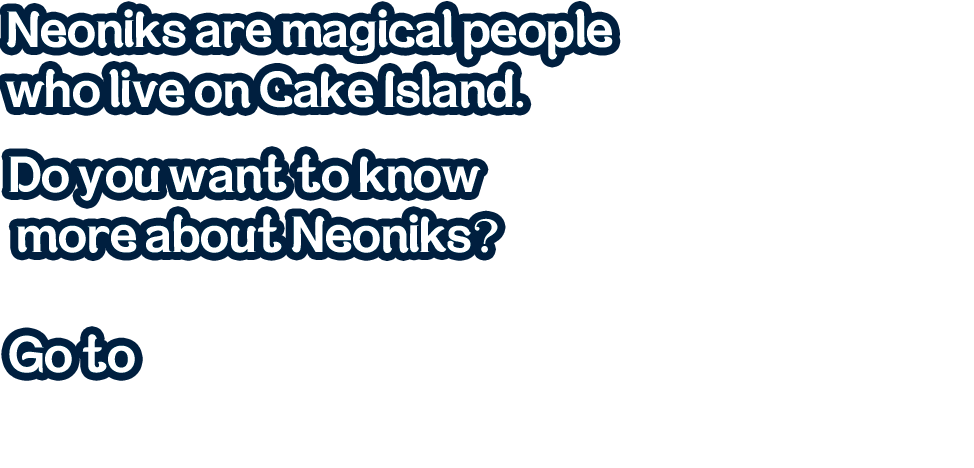 Neoniks are magical people
who live on Cake Island.
Do you want to know
more about Neoniks?
Go to